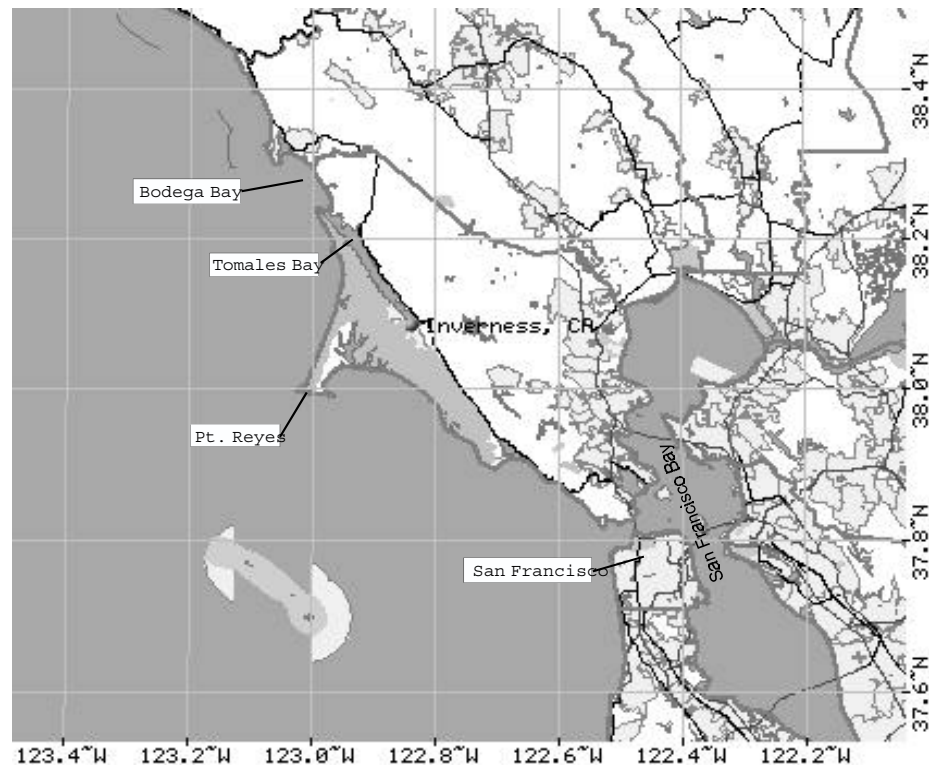 38.4~N
Bodega Bay
38.2~N
Tomales Bay
Inverness, CA
38.0~N
Pt. Reyes
San Francisco Bay
37.8~N
San Francisco
37.6~N
123.4~W 123.2~W 123.0~W 122.8~W 122.6~W 122.4~W 122.2~W